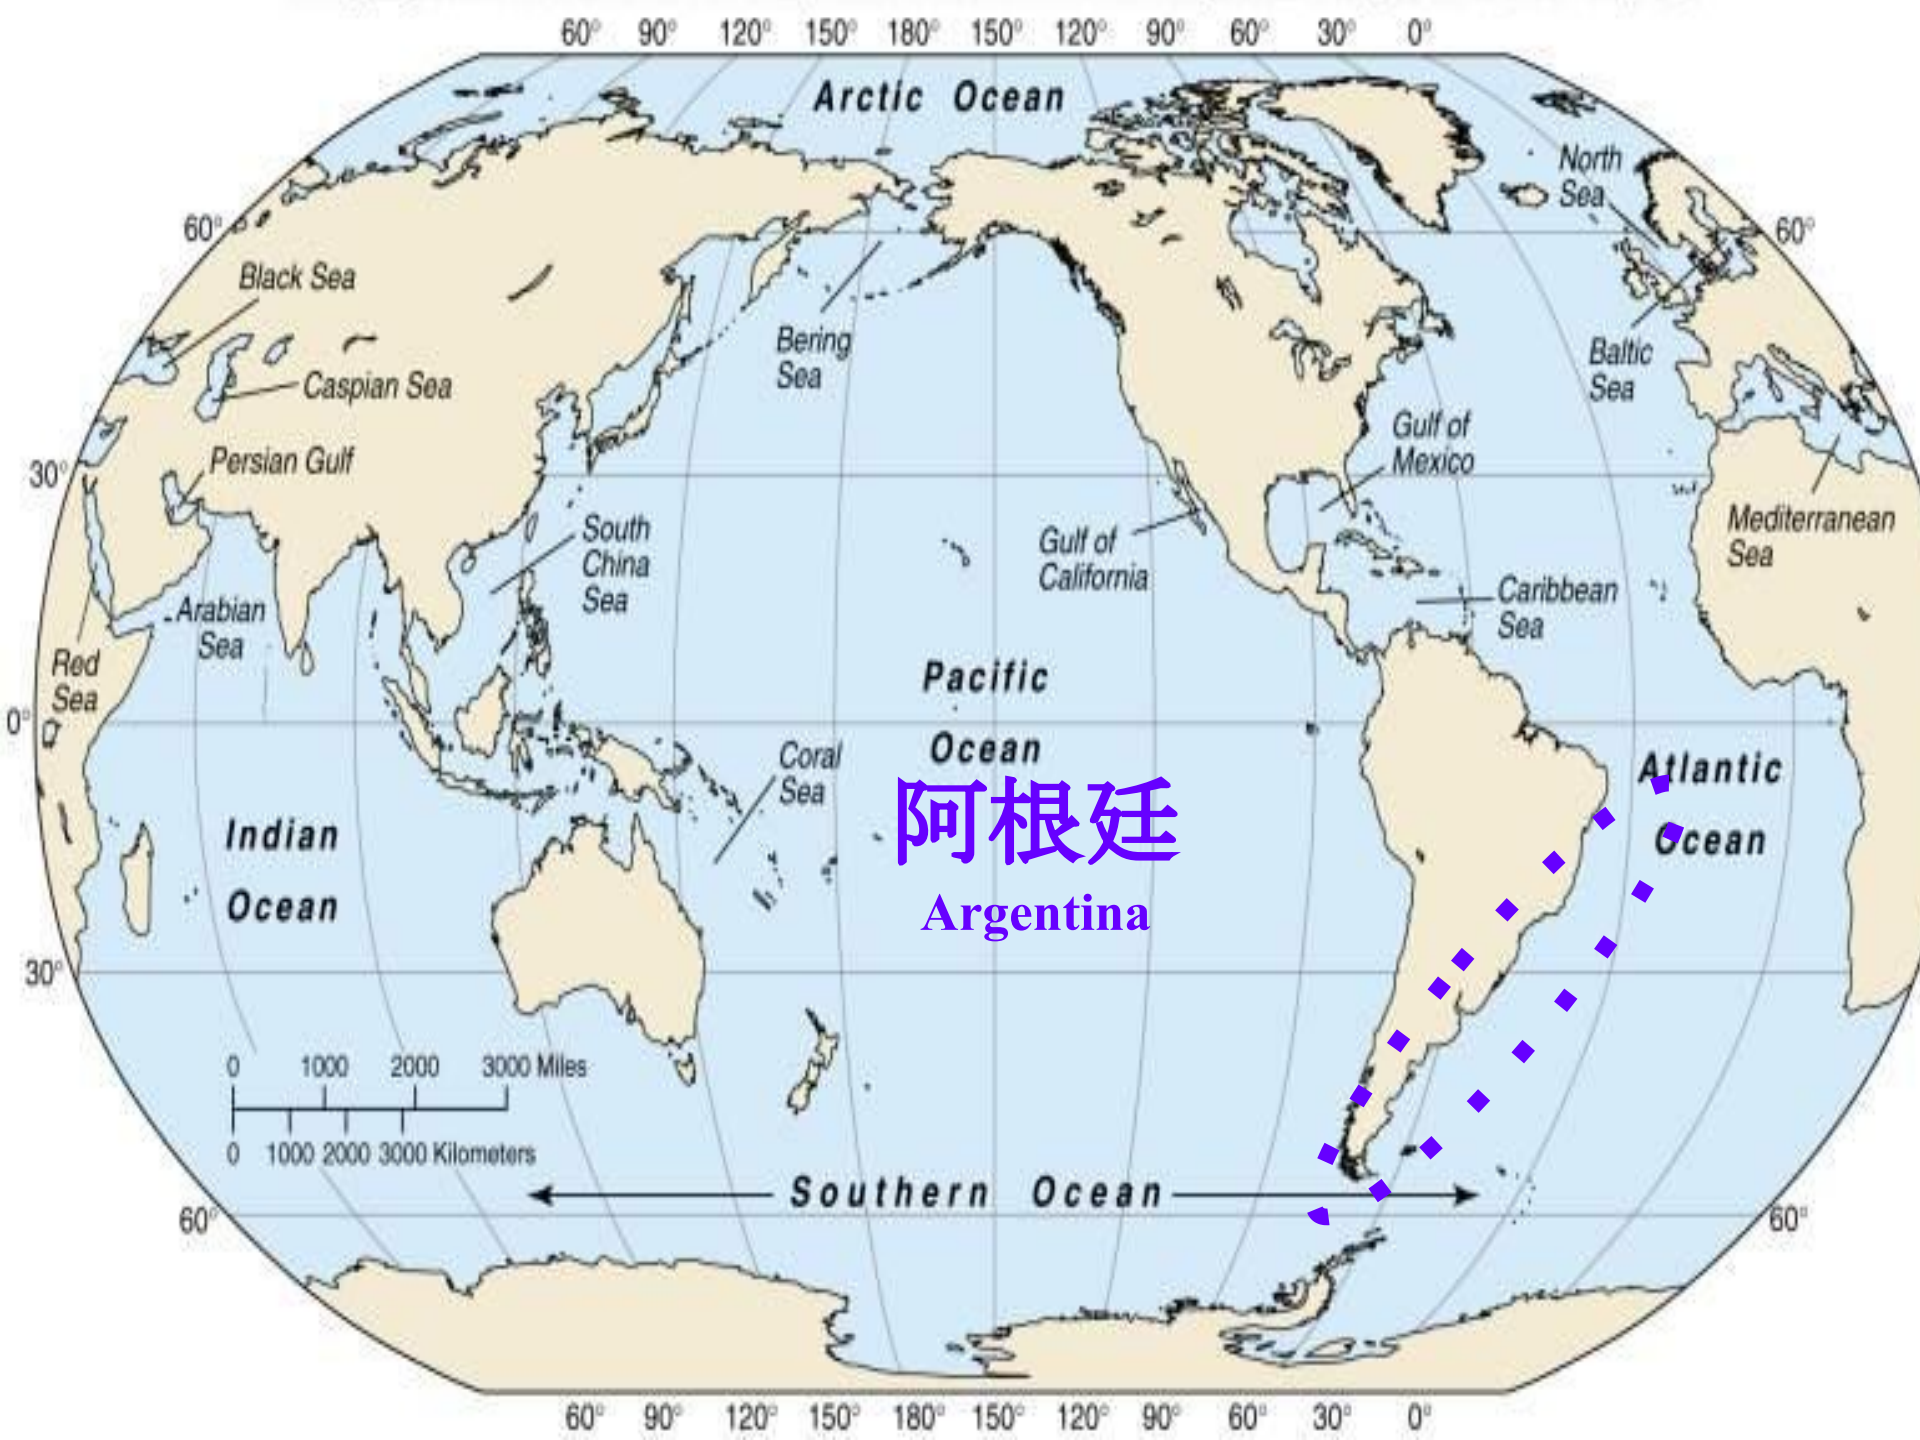 60° 90° 120° 150° 180° 150° 120° 90° 60° 30° 0°
Arctic Ocean
North
Sea
60°
60°
Black Sea
Bering
Sea
Baltic
Sea
Caspian Sea
Gulf of
Mexico
30°
Persian Gulf
South
China
Sea
Gulf of
California
Mediterranean
Sea
Arabian
Sea
Caribbean
Sea
Red
Sea
Pacific
Ocean
0°
Coral
Sea
Atlantic
Ocean
阿根廷
Argentina
Indian
Ocean
30°
0 1000 2000 3000 Miles
0 1000 2000 3000 Kilometers
Southern Ocean
60°
60°
60° 90° 120° 150° 180° 150° 120° 90° 60° 30° 0°